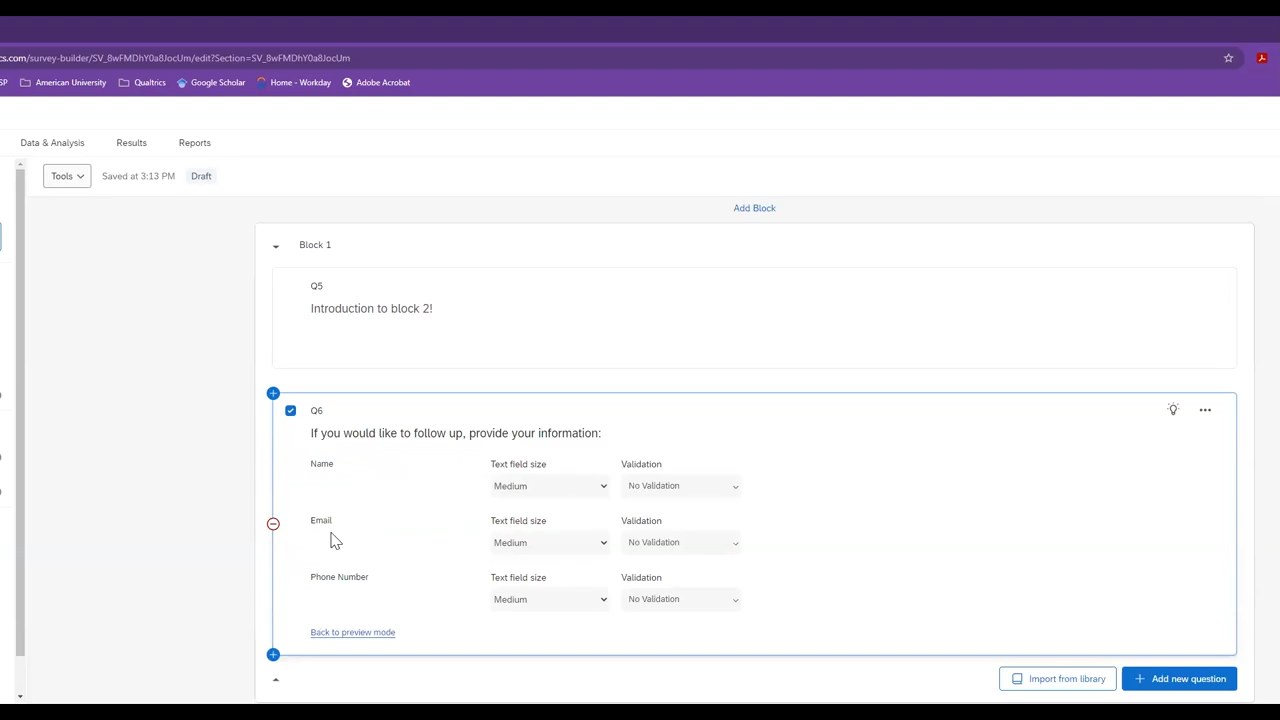 cs.com/survey-builder/SV_8wFMDhY0a8JocUm/edit?Section=SV_8wFMDhY0a8JocUm
SP American University Qualtrics Google Scholar Home - Workday Adobe Acrobat
Data & Analysis Results Reports
Tools Saved at 3:13 PM Draft
Add Block
Block 1
Q5
Introduction to block 2!
Q6
If you would like to follow up, provide your information:
Name Text field size Validation
Medium No Validation
Email Text field size Validation
Medium No Validation
Phone Number Text field size Validation
Medium No Validation
Back to preview mode
Import from library Add new question